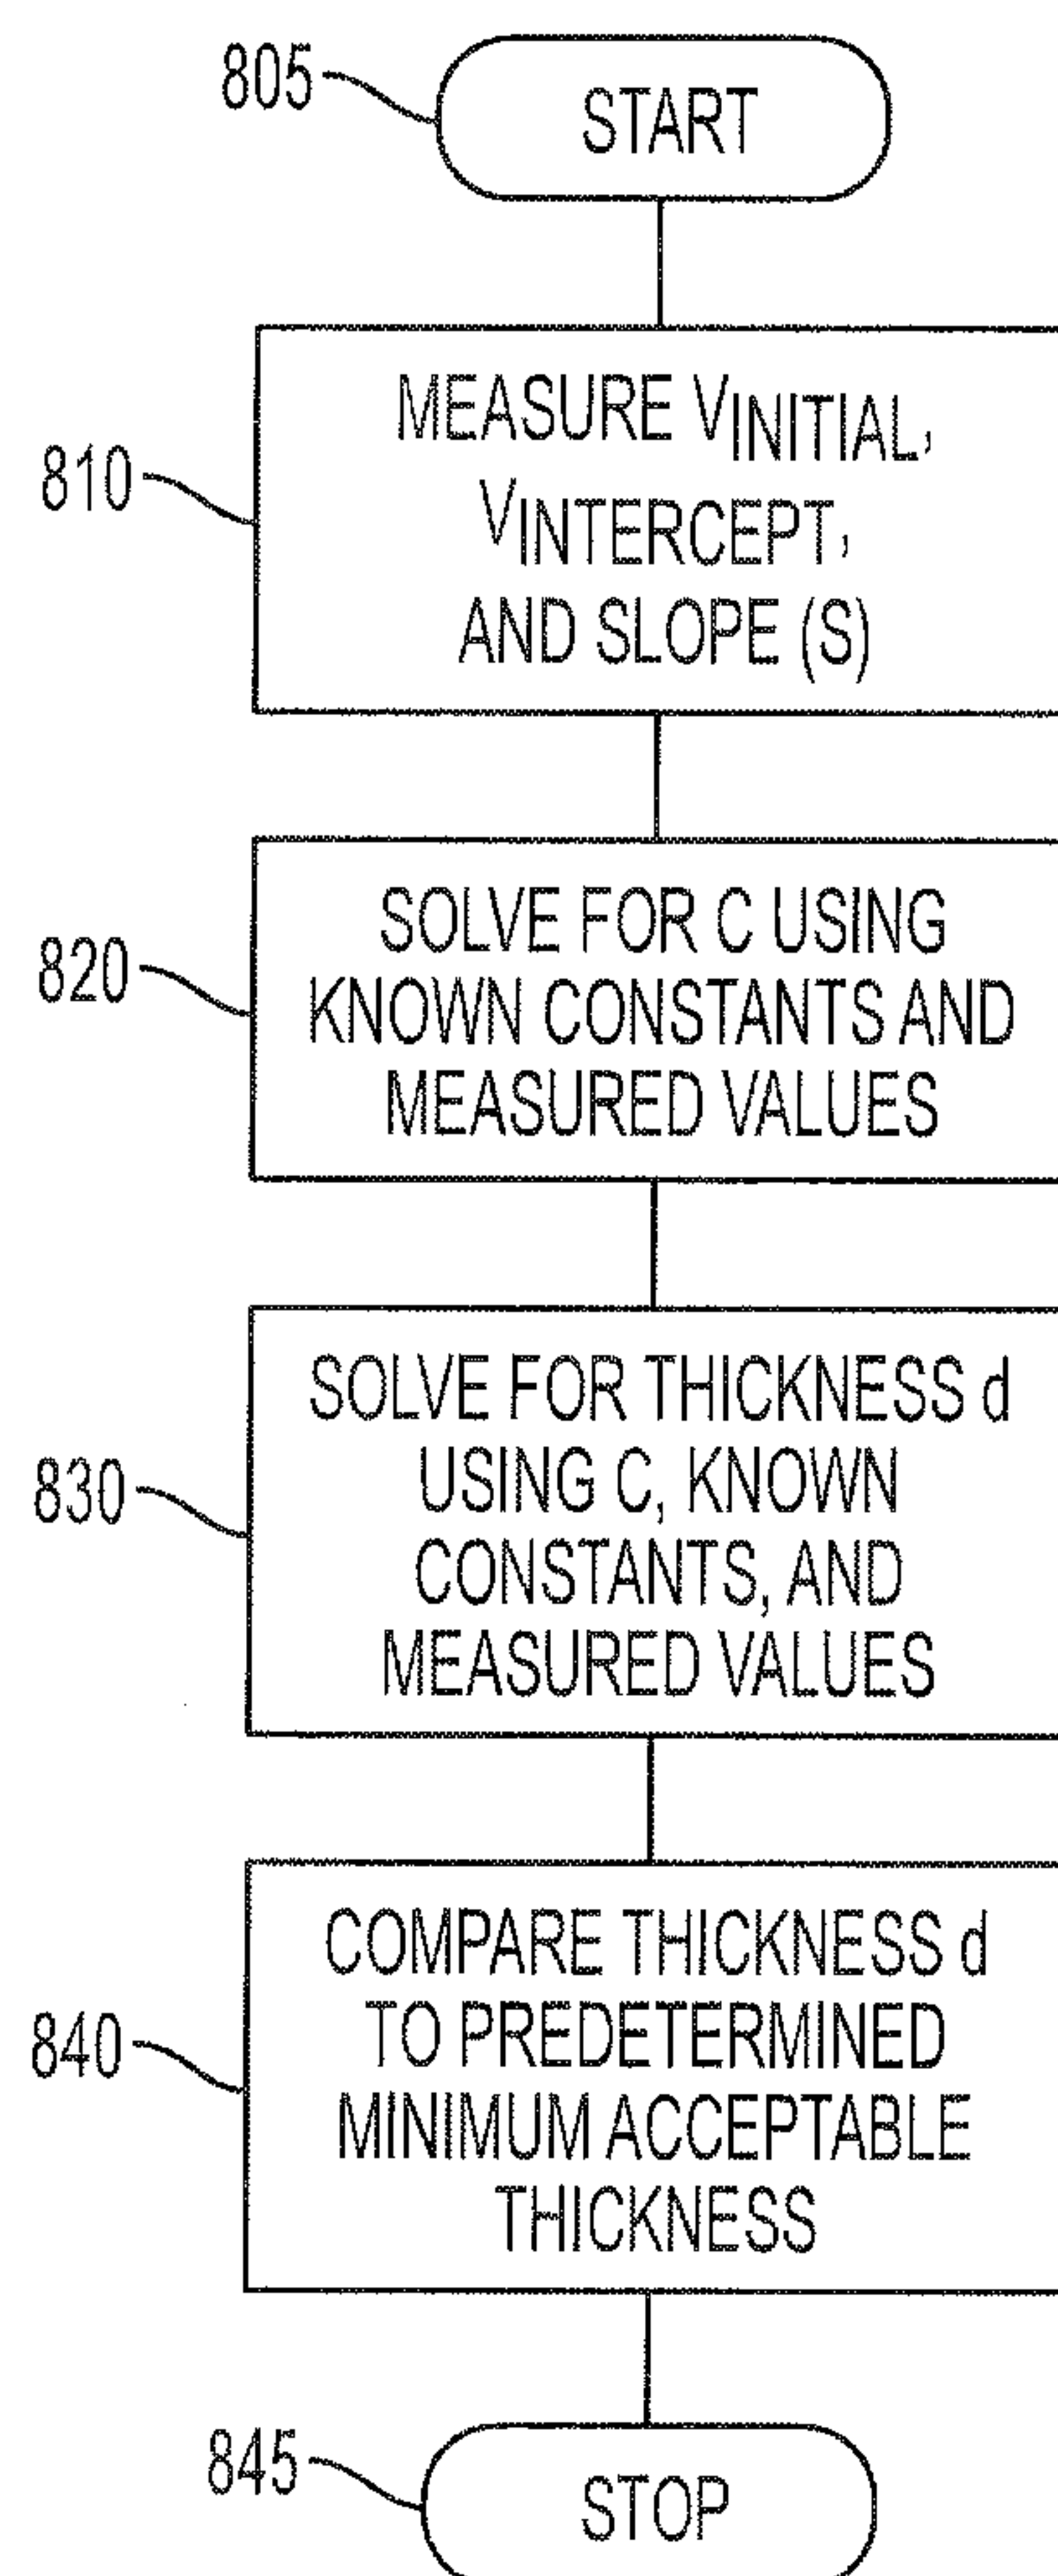 805
START
810
MEASURE VINITIAL,
VINTERCEPT,
AND SLOPE (S)
820
SOLVE FOR C USING
KNOWN CONSTANTS AND
MEASURED VALUES
830
SOLVE FOR THICKNESS d
USING C, KNOWN
CONSTANTS, AND
MEASURED VALUES
840
COMPARE THICKNESS d
TO PREDETERMINED
MINIMUM ACCEPTABLE
THICKNESS
845
STOP